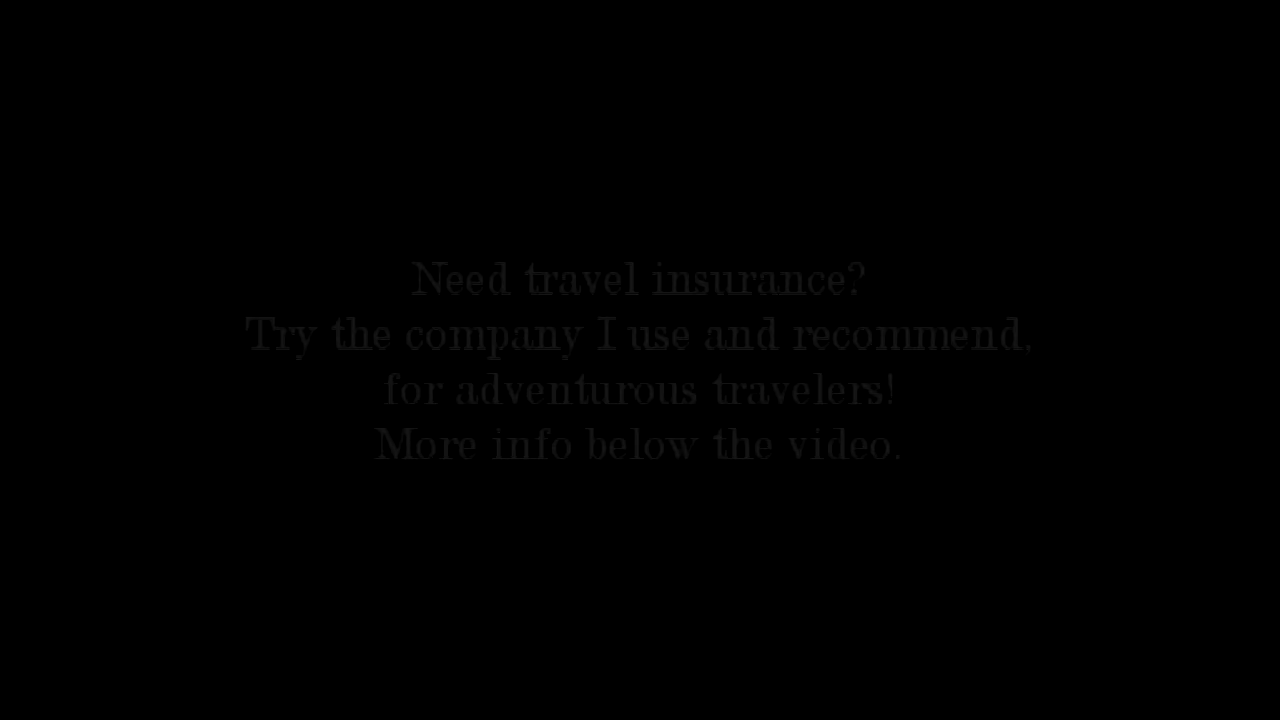 Need travel insurance?
Try the company I use and recommend,
for adventurous travelers!
More info below the video.